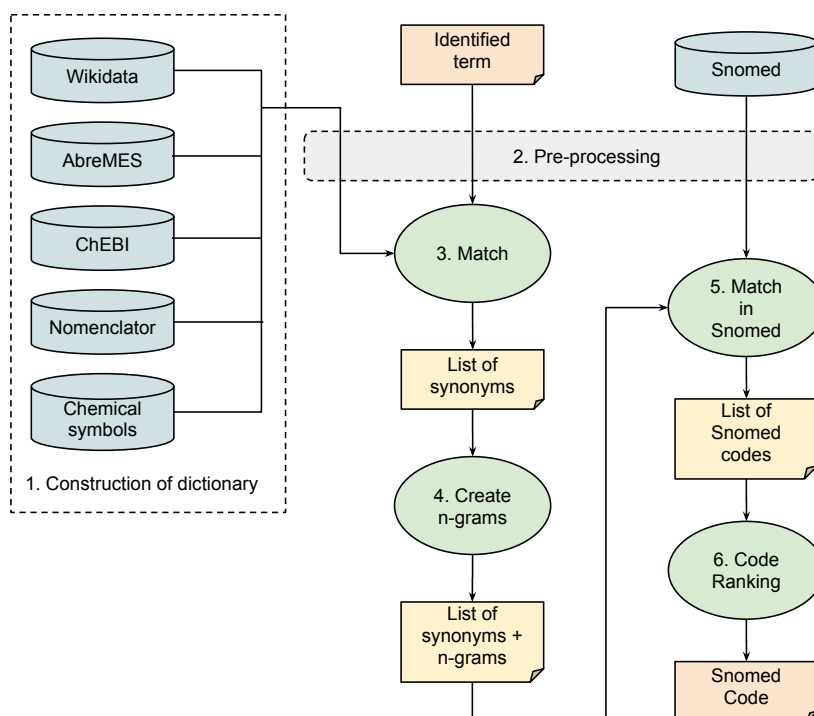 Wikidata
AbreMES
ChEBI
Nomenclator
Chemical
symbols
1. Construction of dictionary
Identified
term
2. Pre-processing
3. Match
List of
synonyms
4. Create
n-grams
List of
synonyms +
n-grams
Snomed
5. Match
in
Snomed
List of
Snomed
codes
6. Code
Ranking
Snomed
Code